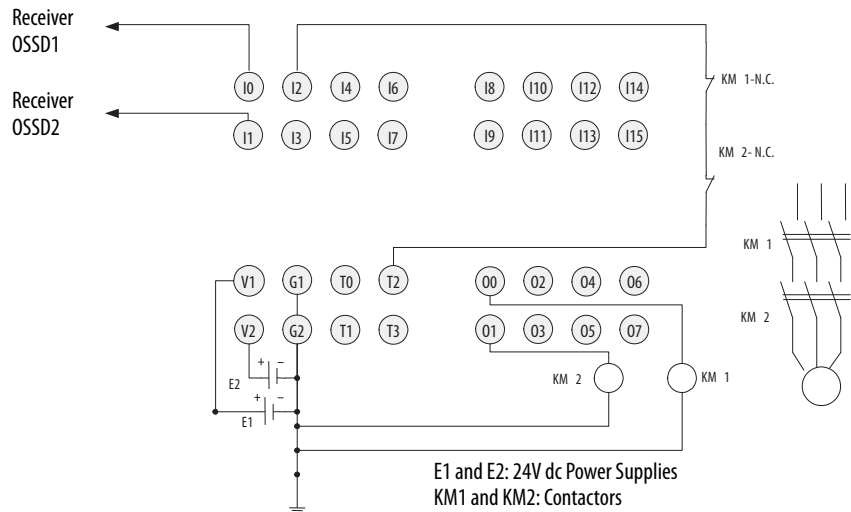 Receiver
OSSD1
I0 I2 I4 I6 I8 I10 I12 I14
KM 1-N.C.
Receiver
OSSD2
I1 I3 I5 I7 I9 I11 I13 I15
KM 2- N.C.
KM 1
V1 G1 T0 T2 O0 O2 O4 O6
KM 2
V2 G2 T1 T3 O1 O3 O5 O7
+ −
E2
KM 2
KM 1
+ −
E1
E1 and E2: 24V dc Power Supplies
KM1 and KM2: Contactors